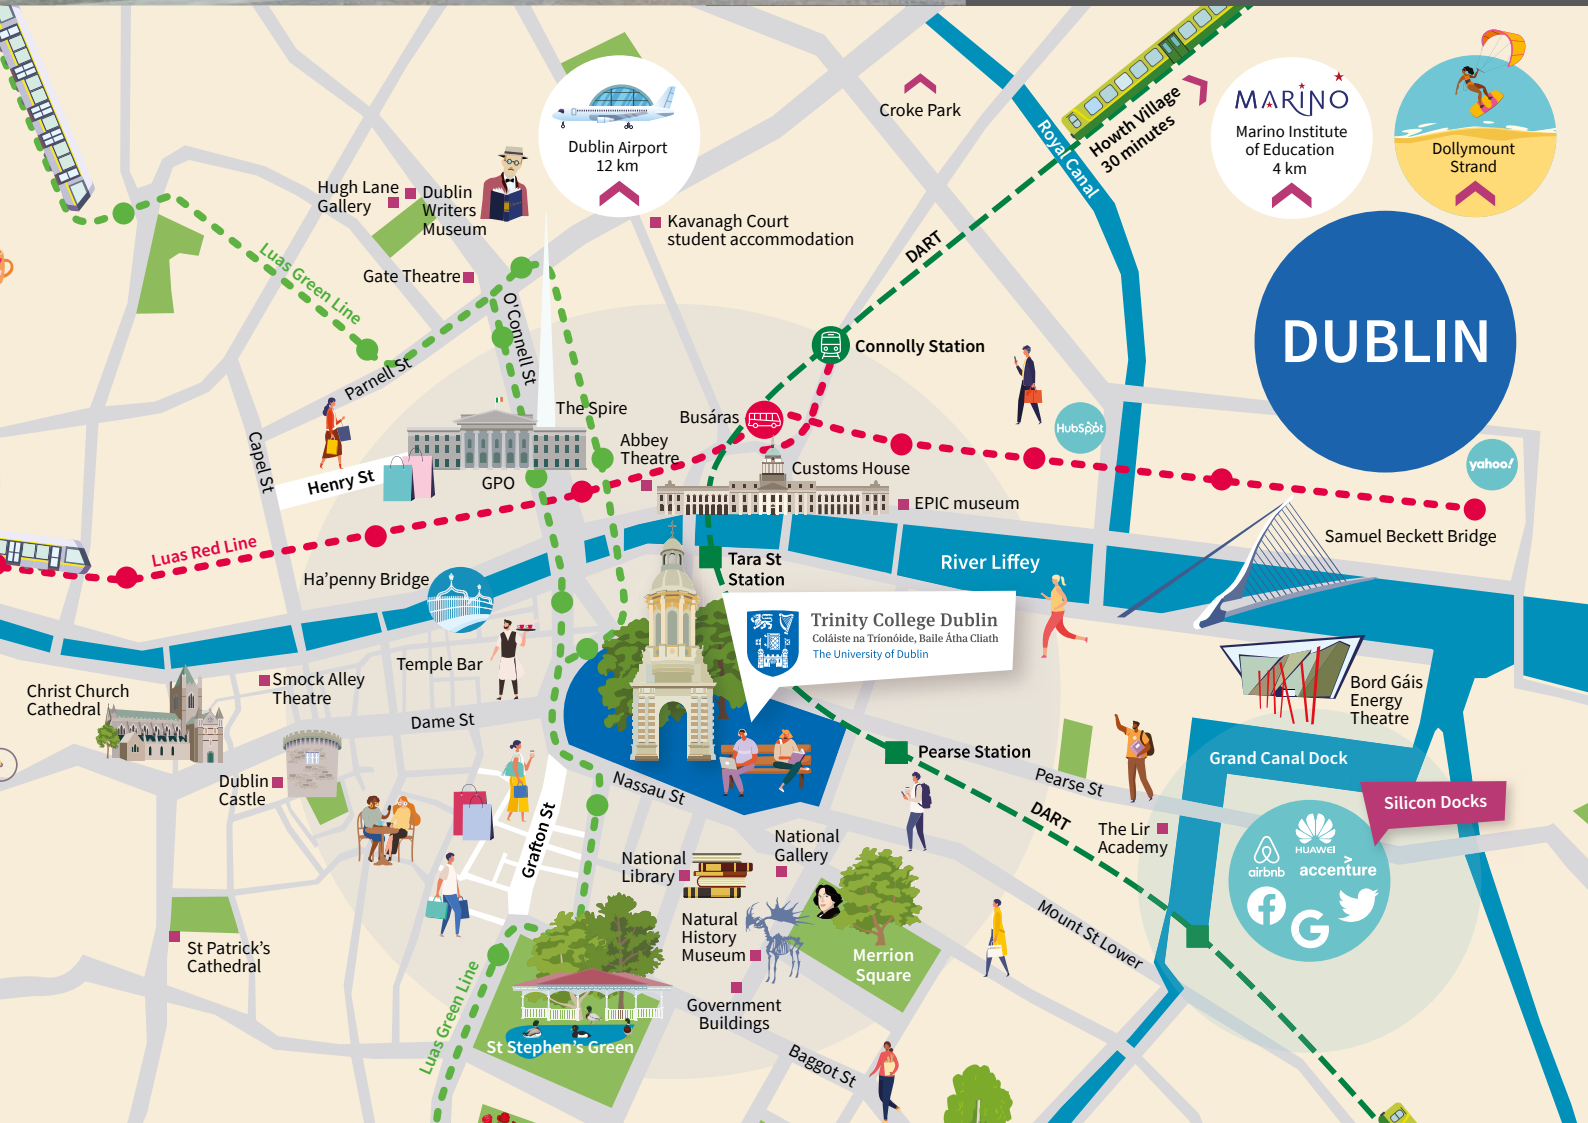 Dublin Airport
12 km
Croke Park
Royal Canal
Howth Village
30 minutes
MARINO
Marino Institute
of Education
4 km
Dollymount
Strand
DUBLIN
Hugh Lane
Gallery
Dublin
Writers
Museum
Kavanagh Court
student accommodation
Gate Theatre
Luas Green Line
DART
O'Connell St
Parnell St
Connolly Station
The Spire
Busáras
Abbey
Theatre
HubSpot
yahoo!
Capel St
Henry St
GPO
Customs House
EPIC museum
Samuel Beckett Bridge
Luas Red Line
Ha'penny Bridge
Tara St
Station
River Liffey
Trinity College Dublin
Coláiste na Tríonóide, Baile Átha Cliath
The University of Dublin
Temple Bar
Christ Church
Cathedral
Smock Alley
Theatre
Dame St
Bord Gáis
Energy
Theatre
Dublin
Castle
Nassau St
Pearse Station
Pearse St
Grand Canal Dock
Silicon Docks
DART
The Lir
Academy
HUAWEI
airbnb
accenture
Grafton St
National
Library
National
Gallery
Natural
History
Museum
Merrion
Square
Mount St Lower
St Patrick's
Cathedral
Government
Buildings
Luas Green Line
St Stephen's Green
Baggot St